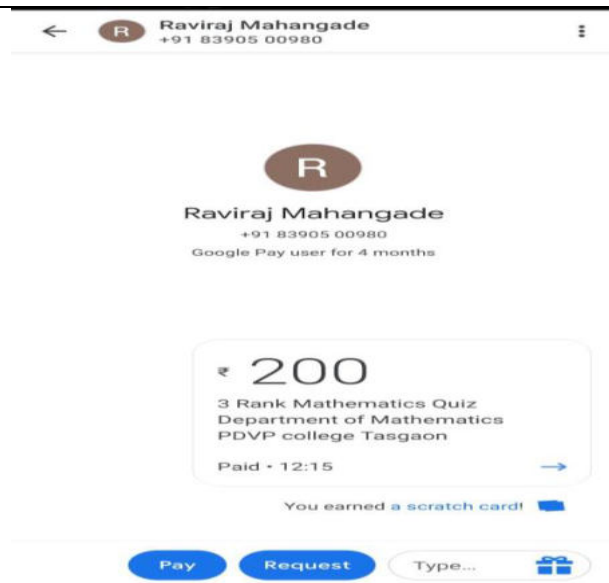 R
Raviraj Mahangade
+91 83905 00980
R
Raviraj Mahangade
+91 83905 00980
Google Pay user for 4 months
₹ 200
3 Rank Mathematics Quiz
Department of Mathematics
PDVP college Tasgaon
Paid • 12:15
You earned a scratch card!
Pay
Request
Type...